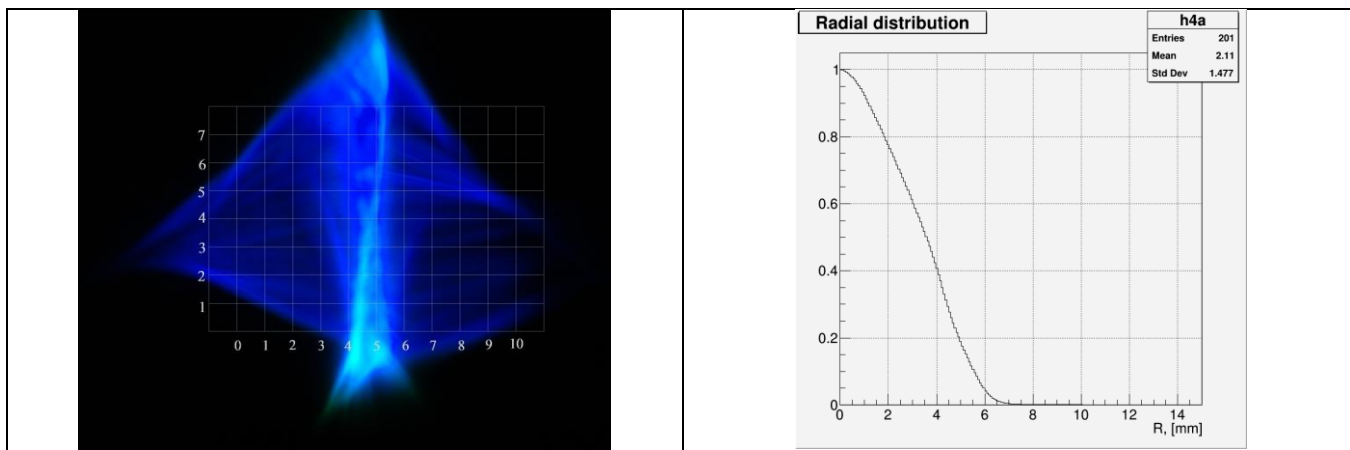 7
6
5
4
3
2
1
0 1 2 3 4 5 6 7 8 9 10
Radial distribution
h4a
Entries 201
Mean 2.11
Std Dev 1.477
1
0.8
0.6
0.4
0.2
0
0 2 4 6 8 10 12 14
R, [mm]